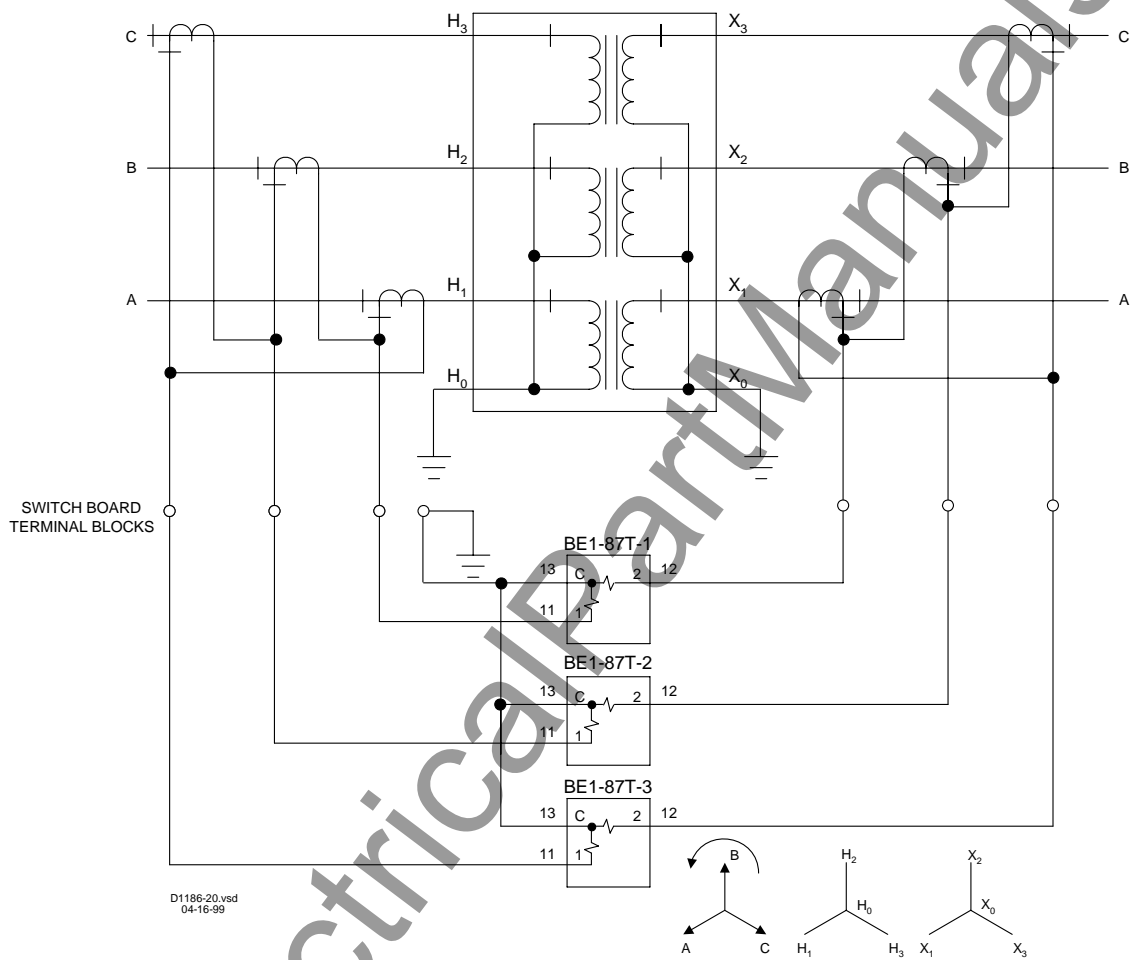 C H₃ X₃ C
B H₂ X₂ B
A H₁ X₁ A
H₀ X₀
SWITCH BOARD
TERMINAL BLOCKS
BE1-87T-1
13 C 2 12
11 1
BE1-87T-2
13 C 2 12
11 1
BE1-87T-3
13 C 2 12
11 1
D1186-20.vsd
04-16-99
B H₂ X₂
H₀ X₀
A C H₁ H₃ X₁ X₃
ctricalPartManuals